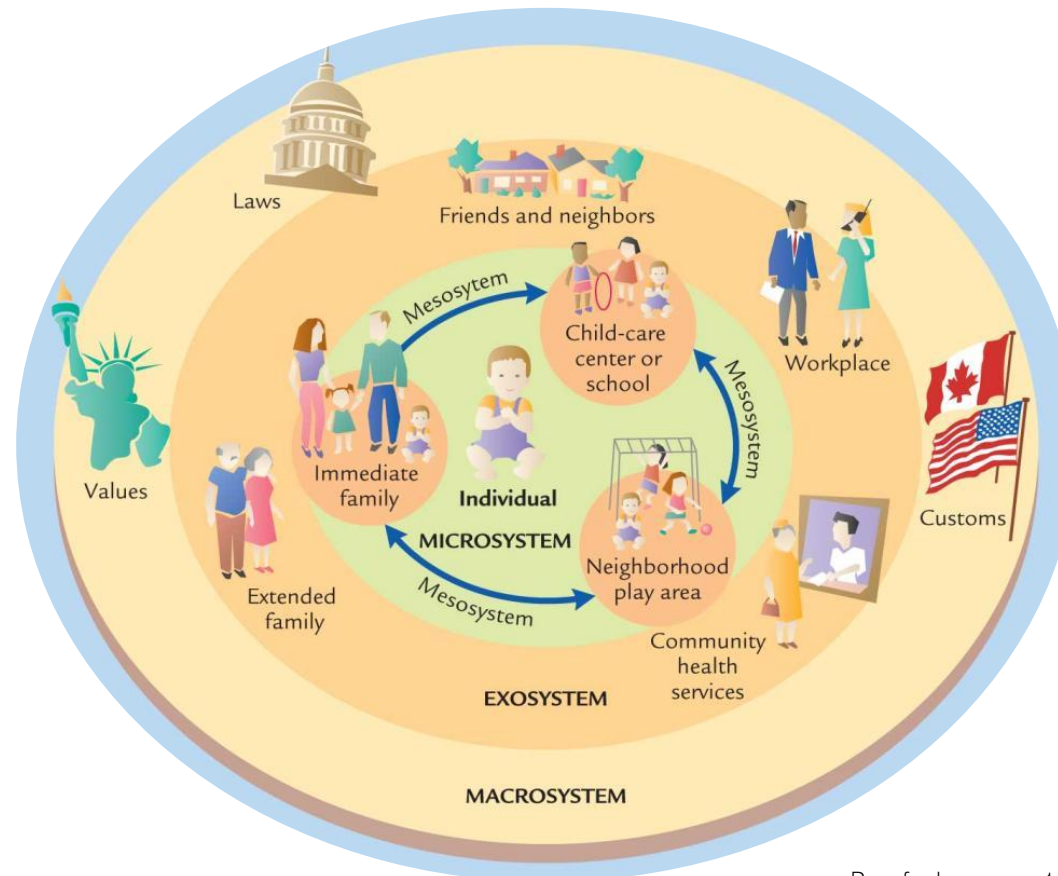 Laws
Friends and neighbors
Mesosytem
Child-care
center or
school
Workplace
Mesosystem
Values
Immediate
family
Individual
Customs
MICROSYSTEM
Neighborhood
play area
Mesosystem
Extended
family
Community
health
services
EXOSYSTEM
MACROSYSTEM